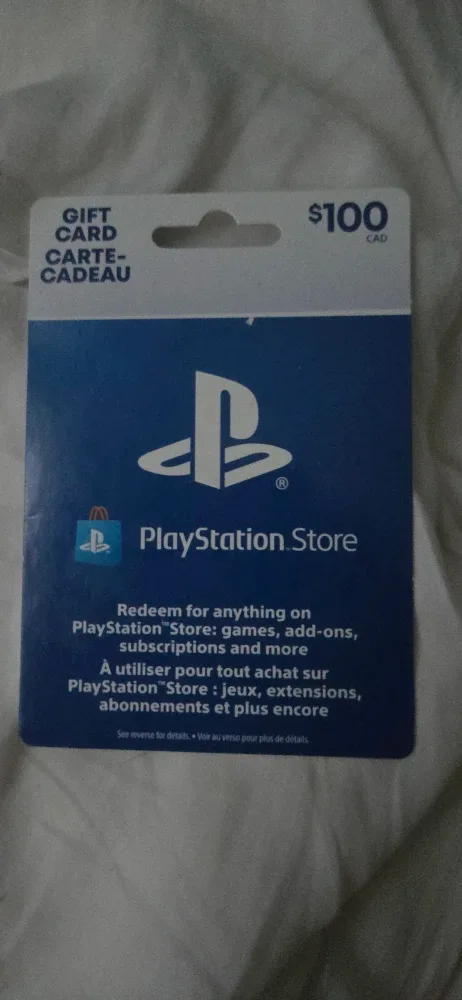 GIFT
CARD
CARTE-
CADEAU
$100
CAD
®
PlayStation Store
Redeem for anything on
PlayStation™Store: games, add-ons,
subscriptions and more
À utiliser pour tout achat sur
PlayStation™Store : jeux, extensions,
abonnements et plus encore
See reverse for details. • Voir au verso pour plus de détails.